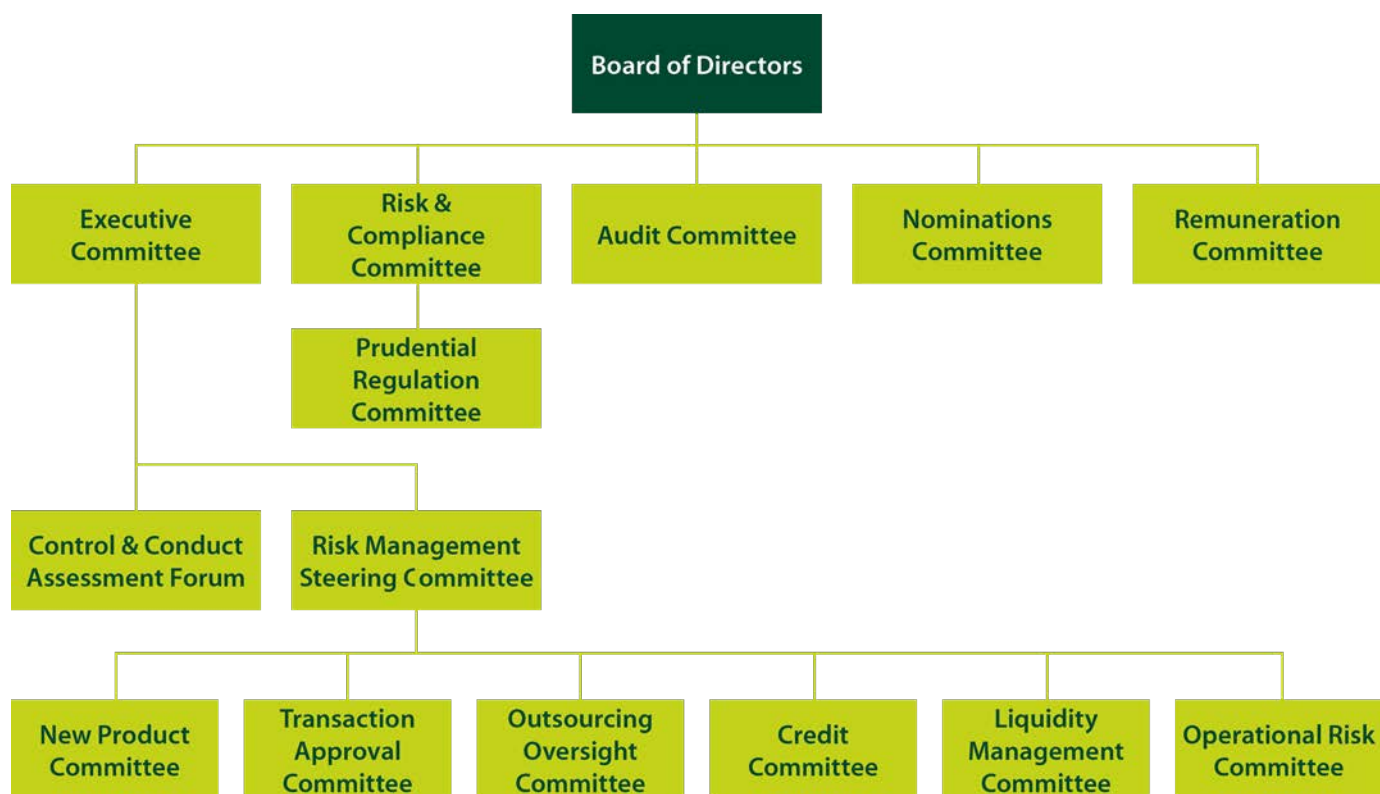 Board of Directors
Executive
Committee
Risk &
Compliance
Committee
Audit Committee
Nominations
Committee
Remuneration
Committee
Prudential
Regulation
Committee
Control & Conduct
Assessment Forum
Risk Management
Steering Committee
New Product
Committee
Transaction
Approval
Committee
Outsourcing
Oversight
Committee
Credit
Committee
Liquidity
Management
Committee
Operational Risk
Committee